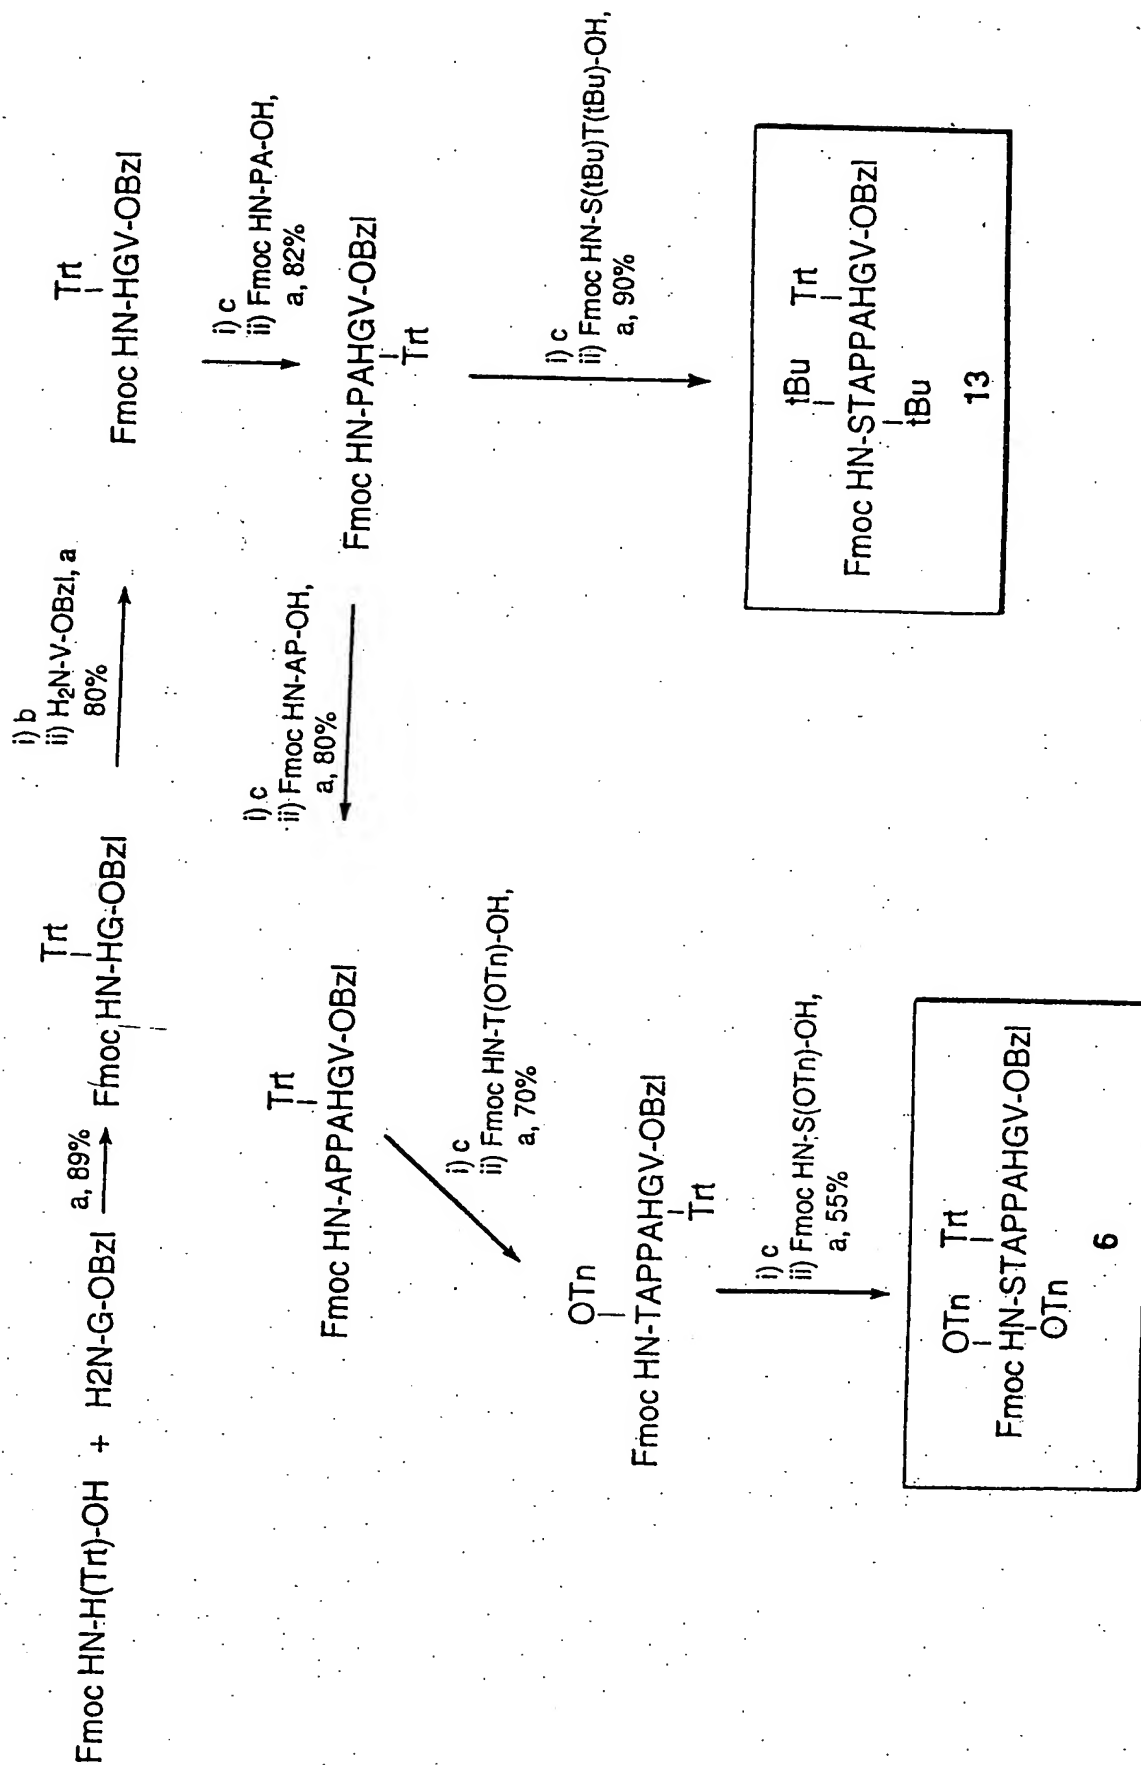 Fmoc HN-H(Trt)-OH + H2N-G-OBzl
a, 89%
Trt
Fmoc HN-HG-OBzl
i) b
ii) H₂N-V-OBzl, a
80%
Trt
Fmoc HN-HGV-OBzl
i) c
ii) Fmoc HN-PA-OH,
a, 82%
Fmoc HN-PAHGV-OBzl
Trt
i) c
ii) Fmoc HN-AP-OH,
a, 80%
Trt
Fmoc HN-APPAHGV-OBzl
i) c
ii) Fmoc HN-T(OTn)-OH,
a, 70%
OTn
Fmoc HN-TAPPAHGV-OBzl
Trt
i) c
ii) Fmoc HN-S(OTn)-OH,
a, 55%
OTn Trt
Fmoc HN-STAPPAHGV-OBzl
OTn
6
i) c
ii) Fmoc HN-S(tBu)T(tBu)-OH,
a, 90%
tBu Trt
Fmoc HN-STAPPAHGV-OBzl
tBu
13